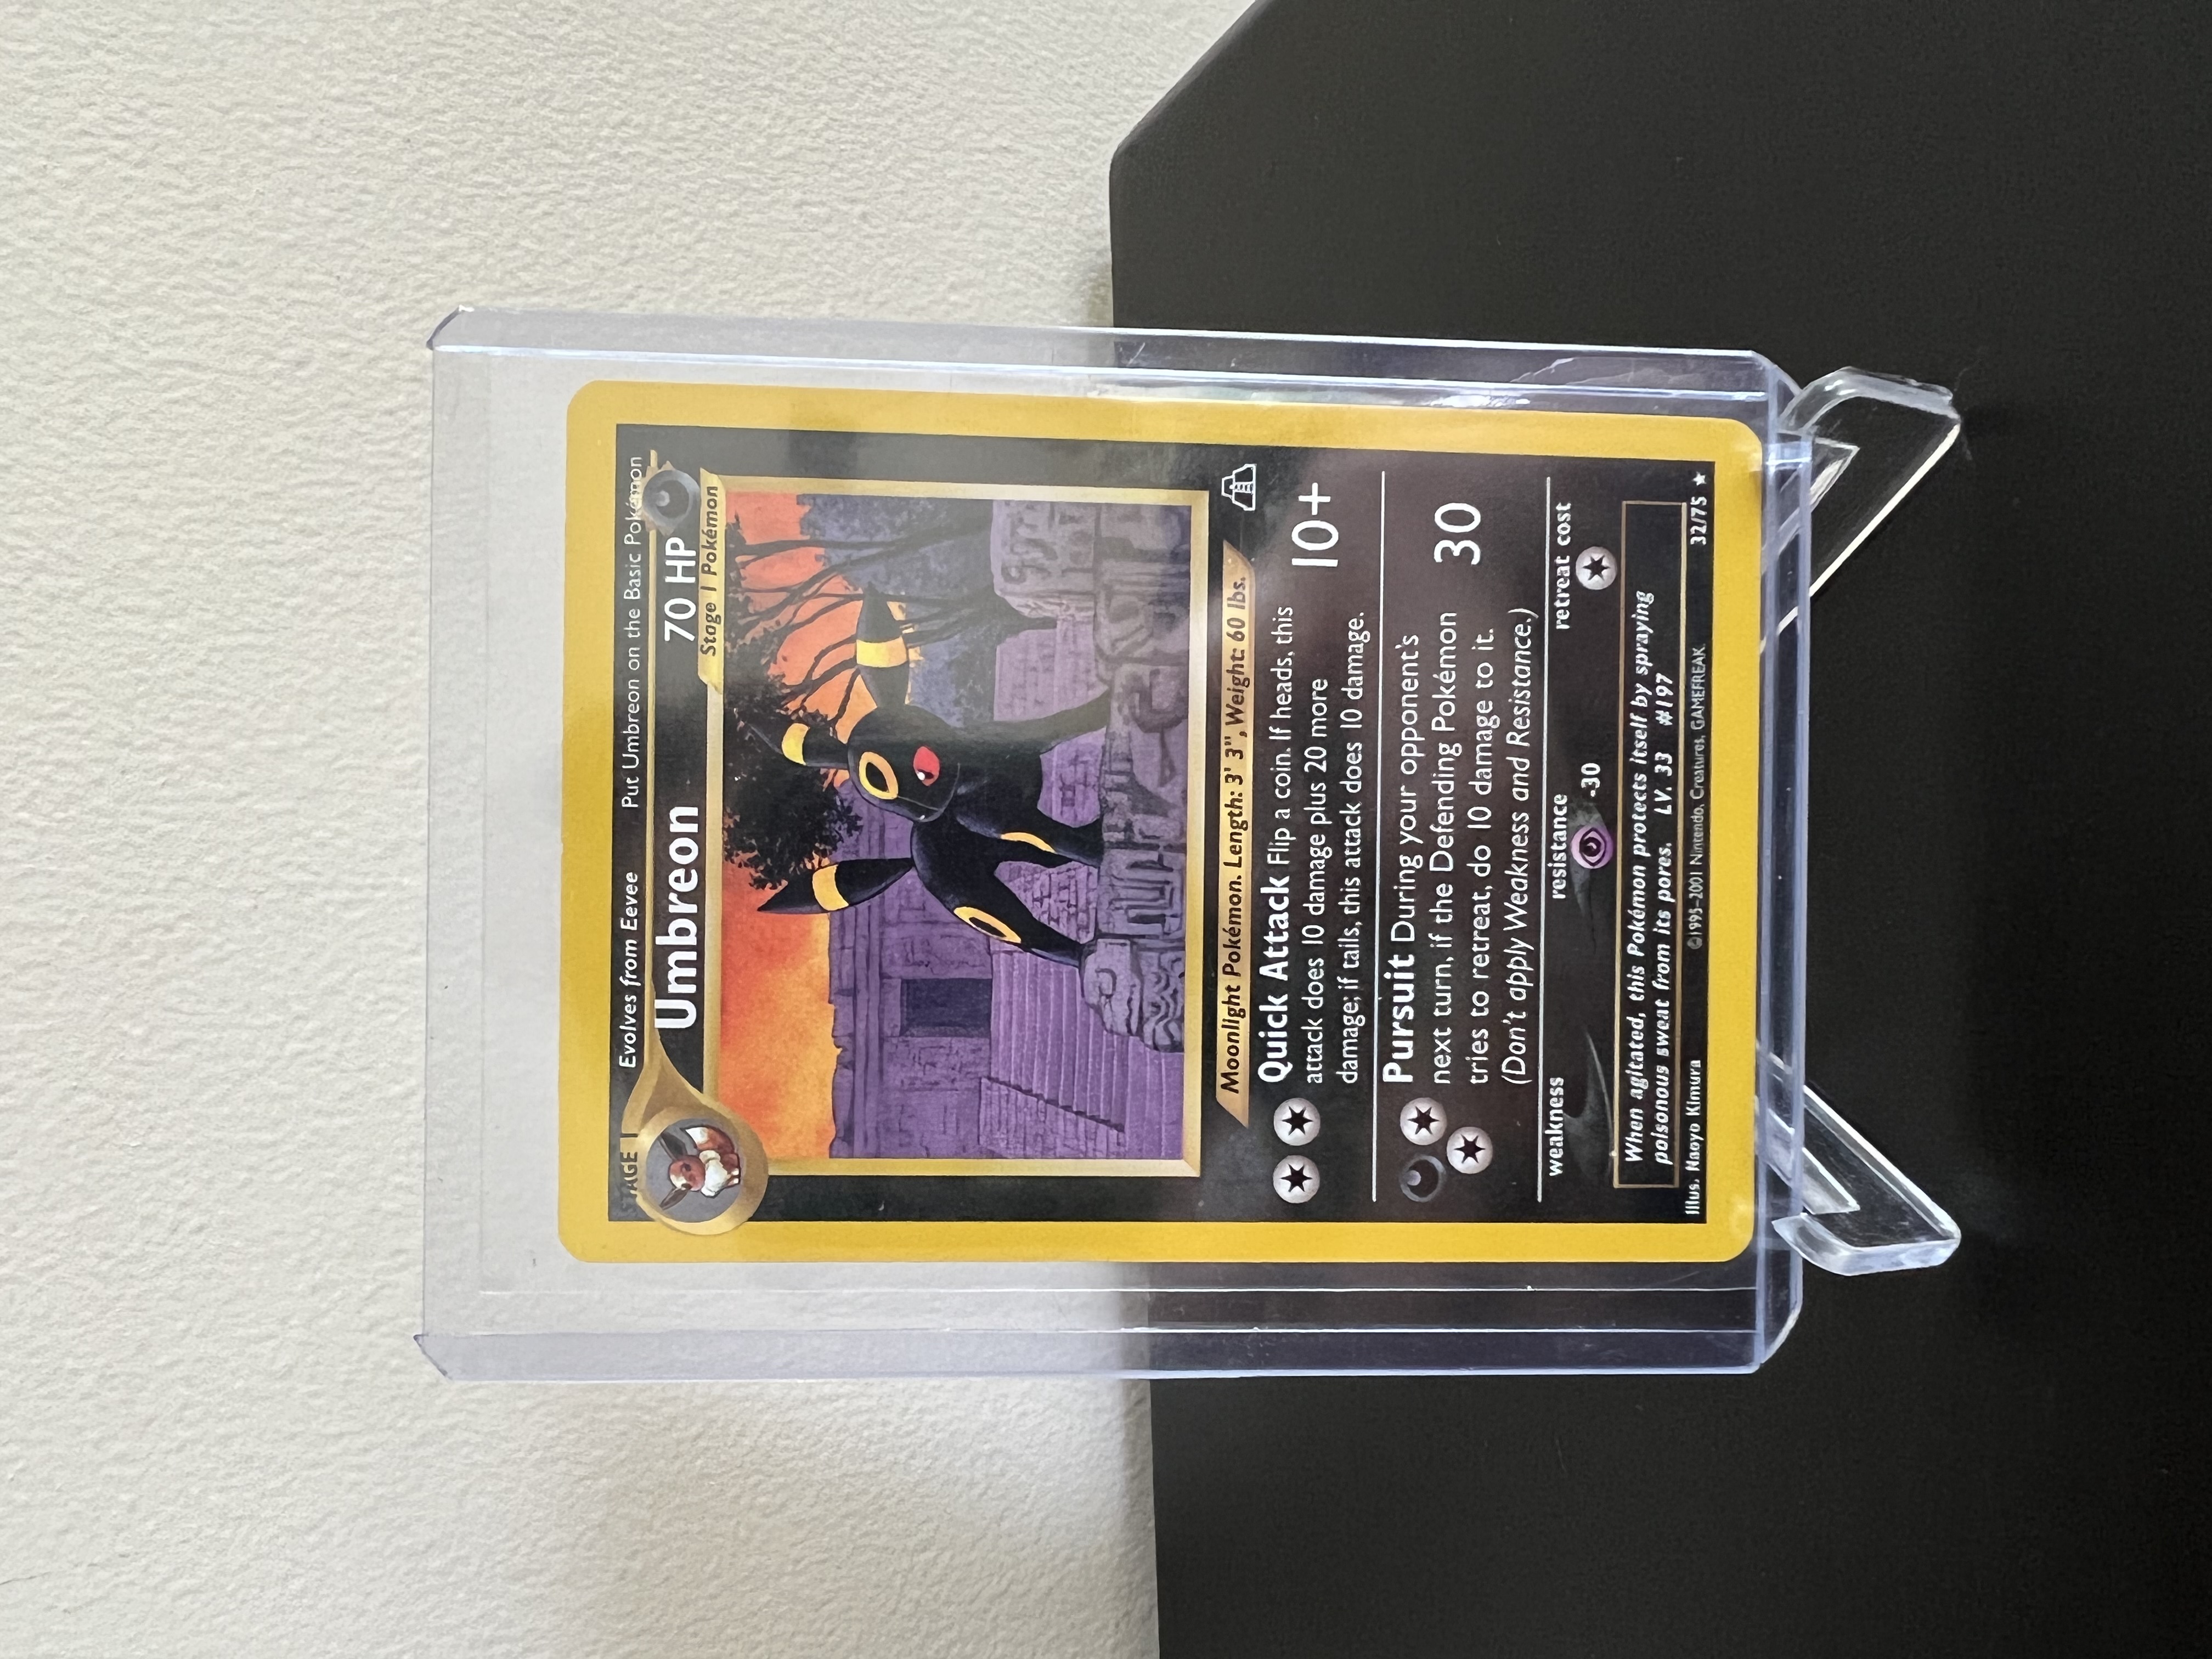 STAGE 1
Evolves from Eevee Put Umbreon on the Basic Pokémon
Umbreon 70 HP
Stage 1 Pokémon
Moonlight Pokémon. Length: 3' 3", Weight: 60 lbs.
Quick Attack Flip a coin. If heads, this
attack does 10 damage plus 20 more
damage; if tails, this attack does 10 damage.
10+
Pursuit During your opponent's
next turn, if the Defending Pokémon
tries to retreat, do 10 damage to it.
(Don't apply Weakness and Resistance.)
30
weakness resistance retreat cost
-30
When agitated, this Pokémon protects itself by spraying
poisonous sweat from its pores. LV. 33 #197
Illus. Naoyo Kimura ©1995-2001 Nintendo, Creatures, GAMEFREAK. 32/75 ★